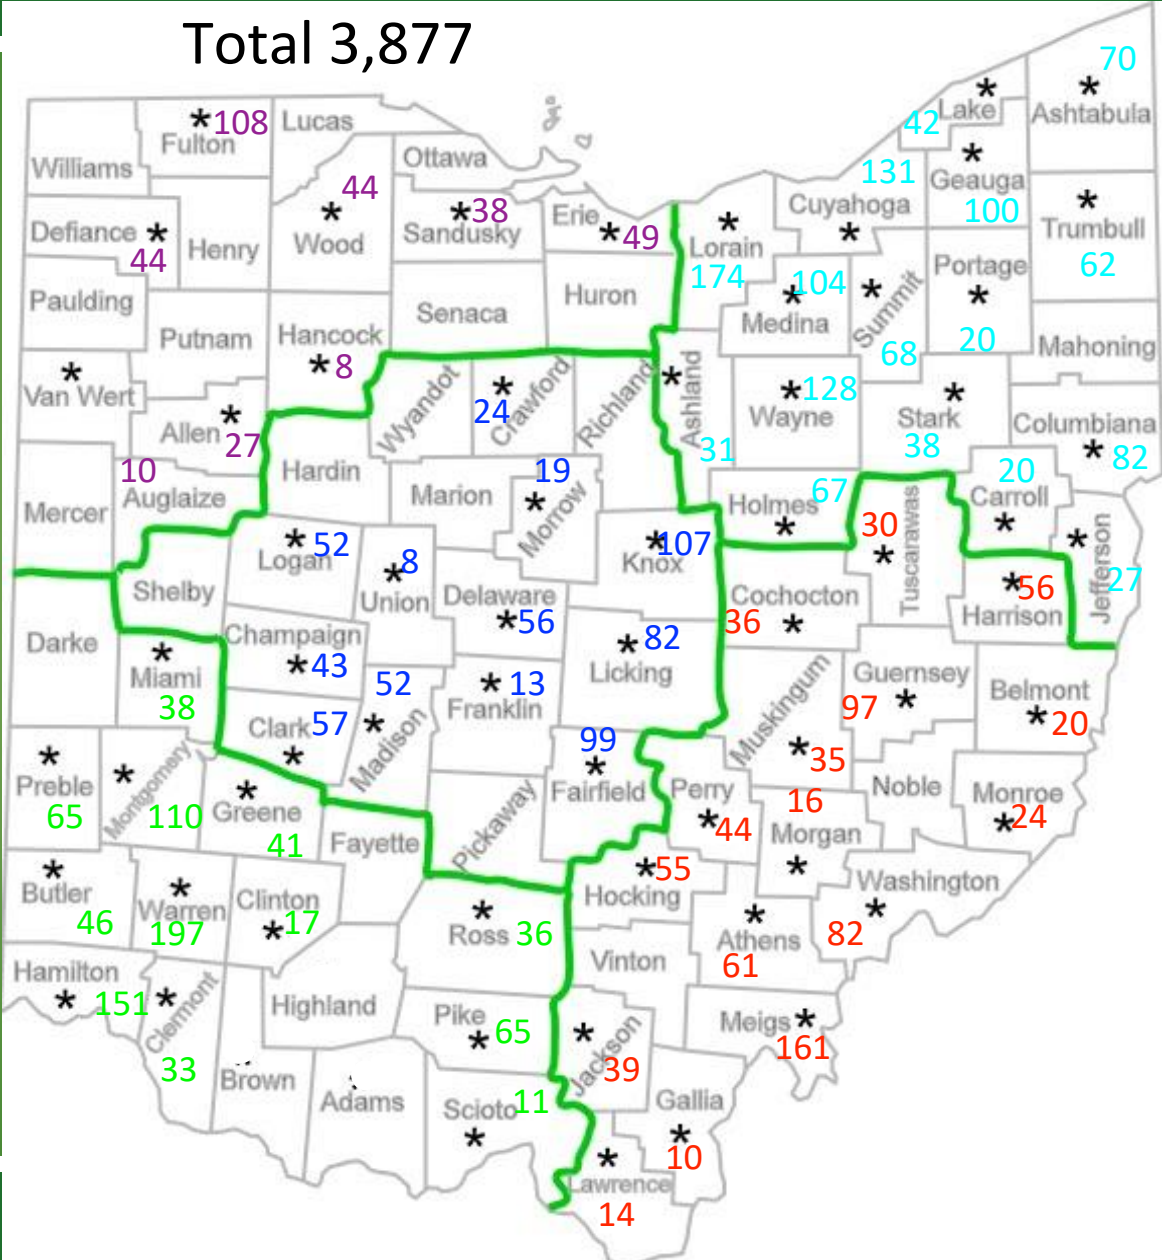 Total 3,877
70
* Lake
*
Ashtabula
42
* 108
Fulton
Lucas
Williams
Ottawa
131
*
Geauga
100
44
*
Wood
* 38
Sandusky
Erie
* 49
*
Lorain
174
Cuyahoga
*
*
Trumbull
62
Defiance *
44
Henry
Portage
*
20
Paulding
Putnam
Senaca
Huron
104
*
Medina
*
Summit
68
Mahoning
Hancock
* 8
*
Van Wert
Wyandot
*
24
Crawford
Richland
*
Ashland
31
* 128
Wayne
*
Stark
38
Columbiana
* 82
Allen *
27
10
Auglaize
Mercer
Hardin
Marion
19
*
Morrow
Holmes 67
*
30
*
Tuscarawas
20
Carroll
*
*
Jefferson
27
* 52
Logan
8
*
Union
* 107
Knox
Shelby
Delaware
* 56
Cochocton
36 *
* 56
Harrison
Darke
Champaign
* 43
* 82
Licking
*
Miami
38
52
*
Madison
* 13
Franklin
Muskingum
* 35
Guernsey
97 *
Belmont
* 20
Clark 57
*
99
*
Fairfield
*
Preble
65
*
Montgomery
110
*
Greene
41
Fayette
Pickaway
Perry
* 44
16
Morgan
*
Noble
Monroe
* 24
*
Butler
46
*
Warren
197
Clinton
* 17
* 55
Hocking
Washington
*
82
*
Ross 36
*
Athens
61
Vinton
Hamilton
* 151
*
Clermont
33
Highland
Pike
* 65
*
Jackson
39
Meigs *
161
Brown
Adams
Scioto 11
*
Gallia
*
10
*
Lawrence
14